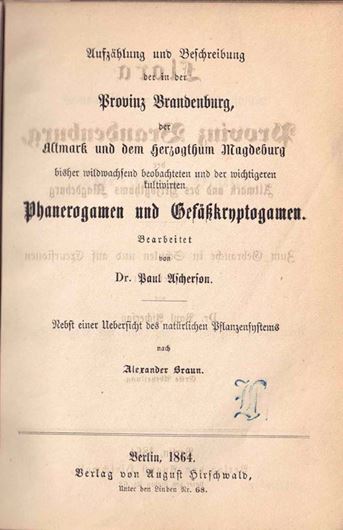 Aufzählung und Beschreibung
der in der
Provinz Brandenburg,
der
Altmark und dem Herzogthum Magdeburg
bisher wildwachsend beobachteten und der wichtigeren
kultivirten
Phanerogamen und Gefäßkryptogamen.
Bearbeitet
von
Dr. Paul Ascherson.
Nebst einer Uebersicht des natürlichen Pflanzensystems
nach
Alexander Braun.
Berlin, 1864.
Verlag von August Hirschwald,
Unter den Linden Nr. 68.